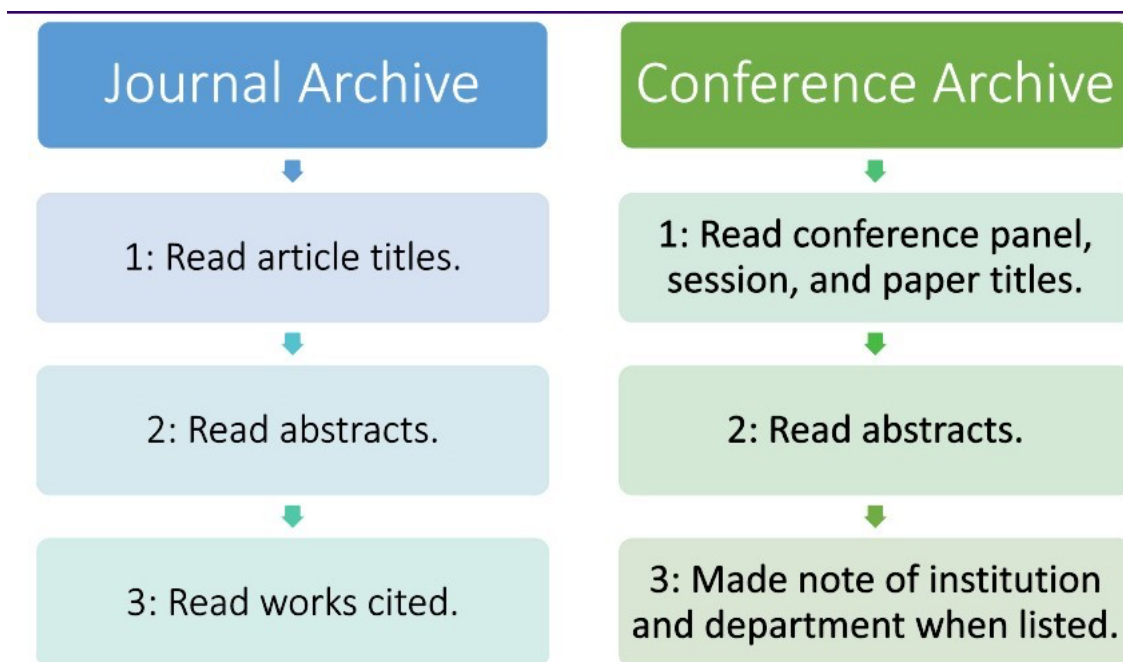 Journal Archive
1: Read article titles.
2: Read abstracts.
3: Read works cited.
Conference Archive
1: Read conference panel,
session, and paper titles.
2: Read abstracts.
3: Made note of institution
and department when listed.